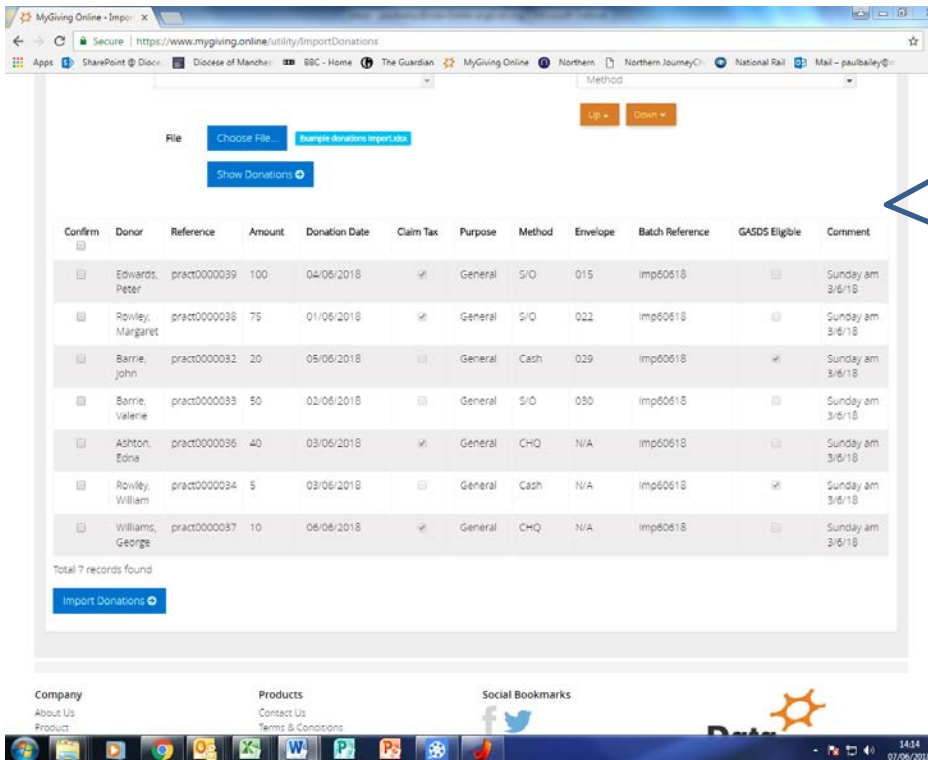 MyGiving Online - Impor
Secure | https://www.mygiving.online/utility/ImportDonations
Apps SharePoint @ Dioce Diocese of Manches BBC - Home The Guardian MyGiving Online Northern Northern JourneyCh National Rail Mail – paulbailey@
Method
Up Down
File Choose File... Example donations import.xlsx
Show Donations
Confirm Donor Reference Amount Donation Date Claim Tax Purpose Method Envelope Batch Reference GASDS Eligible Comment
Edwards, pract0000039 100 04/06/2018 General S/O 015 Imp60618 Sunday am
Peter 3/6/18
Rowley, pract0000038 75 01/06/2018 General S/O 022 Imp60618 Sunday am
Margaret 3/6/18
Barrie, pract0000032 20 05/06/2018 General Cash 029 Imp60618 Sunday am
John 3/6/18
Barrie, pract0000033 50 02/06/2018 General S/O 030 Imp60618 Sunday am
Valerie 3/6/18
Ashton, pract0000036 40 03/06/2018 General CHQ N/A Imp60618 Sunday am
Edna 3/6/18
Rowley, pract0000034 5 03/06/2018 General Cash N/A Imp60618 Sunday am
William 3/6/18
Williams, pract0000037 10 06/06/2018 General CHQ N/A Imp60618 Sunday am
George 3/6/18
Total 7 records found
Import Donations
Company Products Social Bookmarks
About Us Contact Us
Product Terms & Conditions
Data
14:14
07/06/201